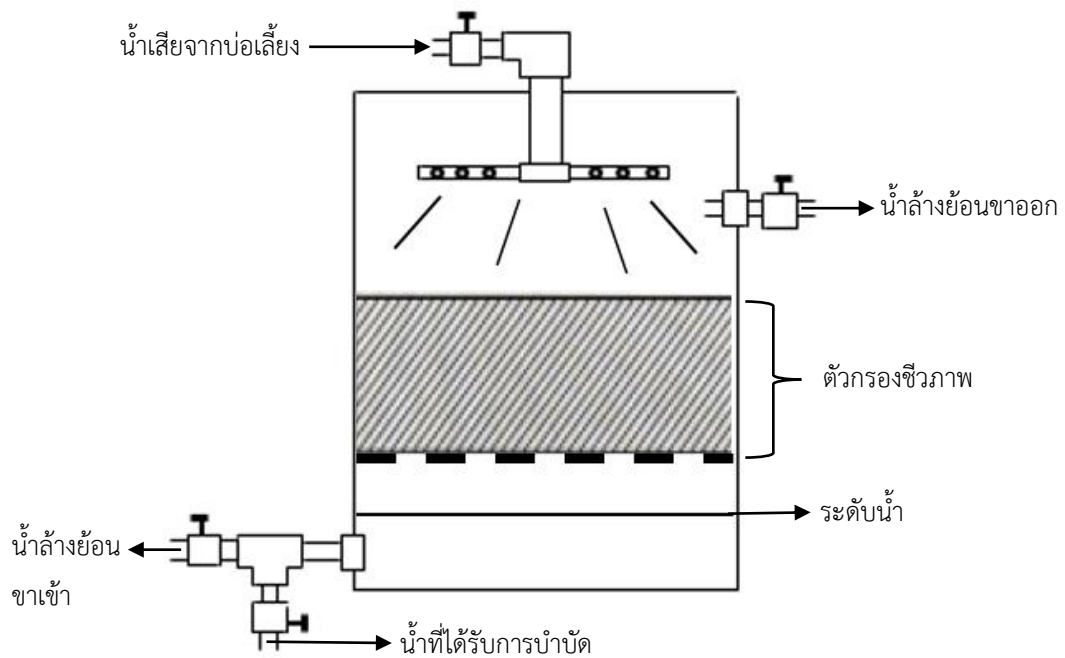 น้ำเสียจากบ่อเลี้ยง
น้ำล้างย้อนขาออก
ตัวกรองชีวภาพ
ระดับน้ำ
น้ำล้างย้อน
ขาเข้า
น้ำที่ได้รับการบำบัด